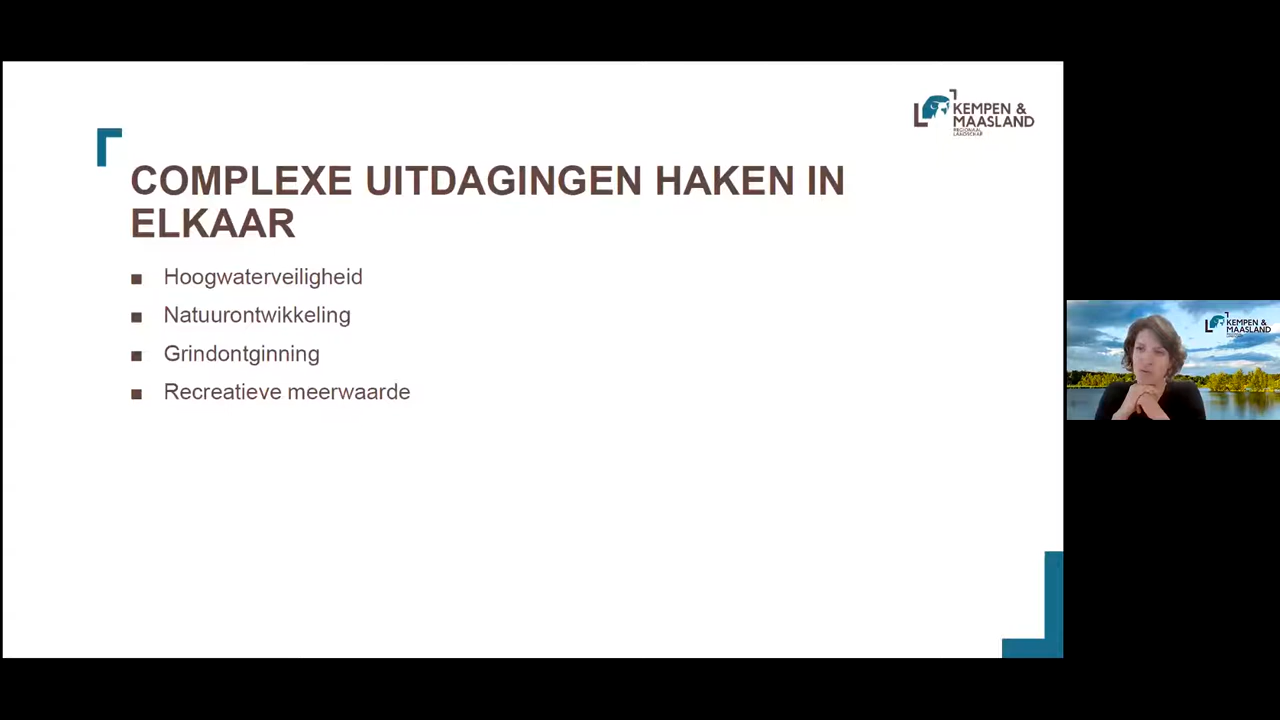 KEMPEN &
MAASLAND
REGIONAAL
LANDSCHAP
COMPLEXE UITDAGINGEN HAKEN IN
ELKAAR
■ Hoogwaterveiligheid
■ Natuurontwikkeling
■ Grindontginning
■ Recreatieve meerwaarde
KEMPEN &
MAASLAND